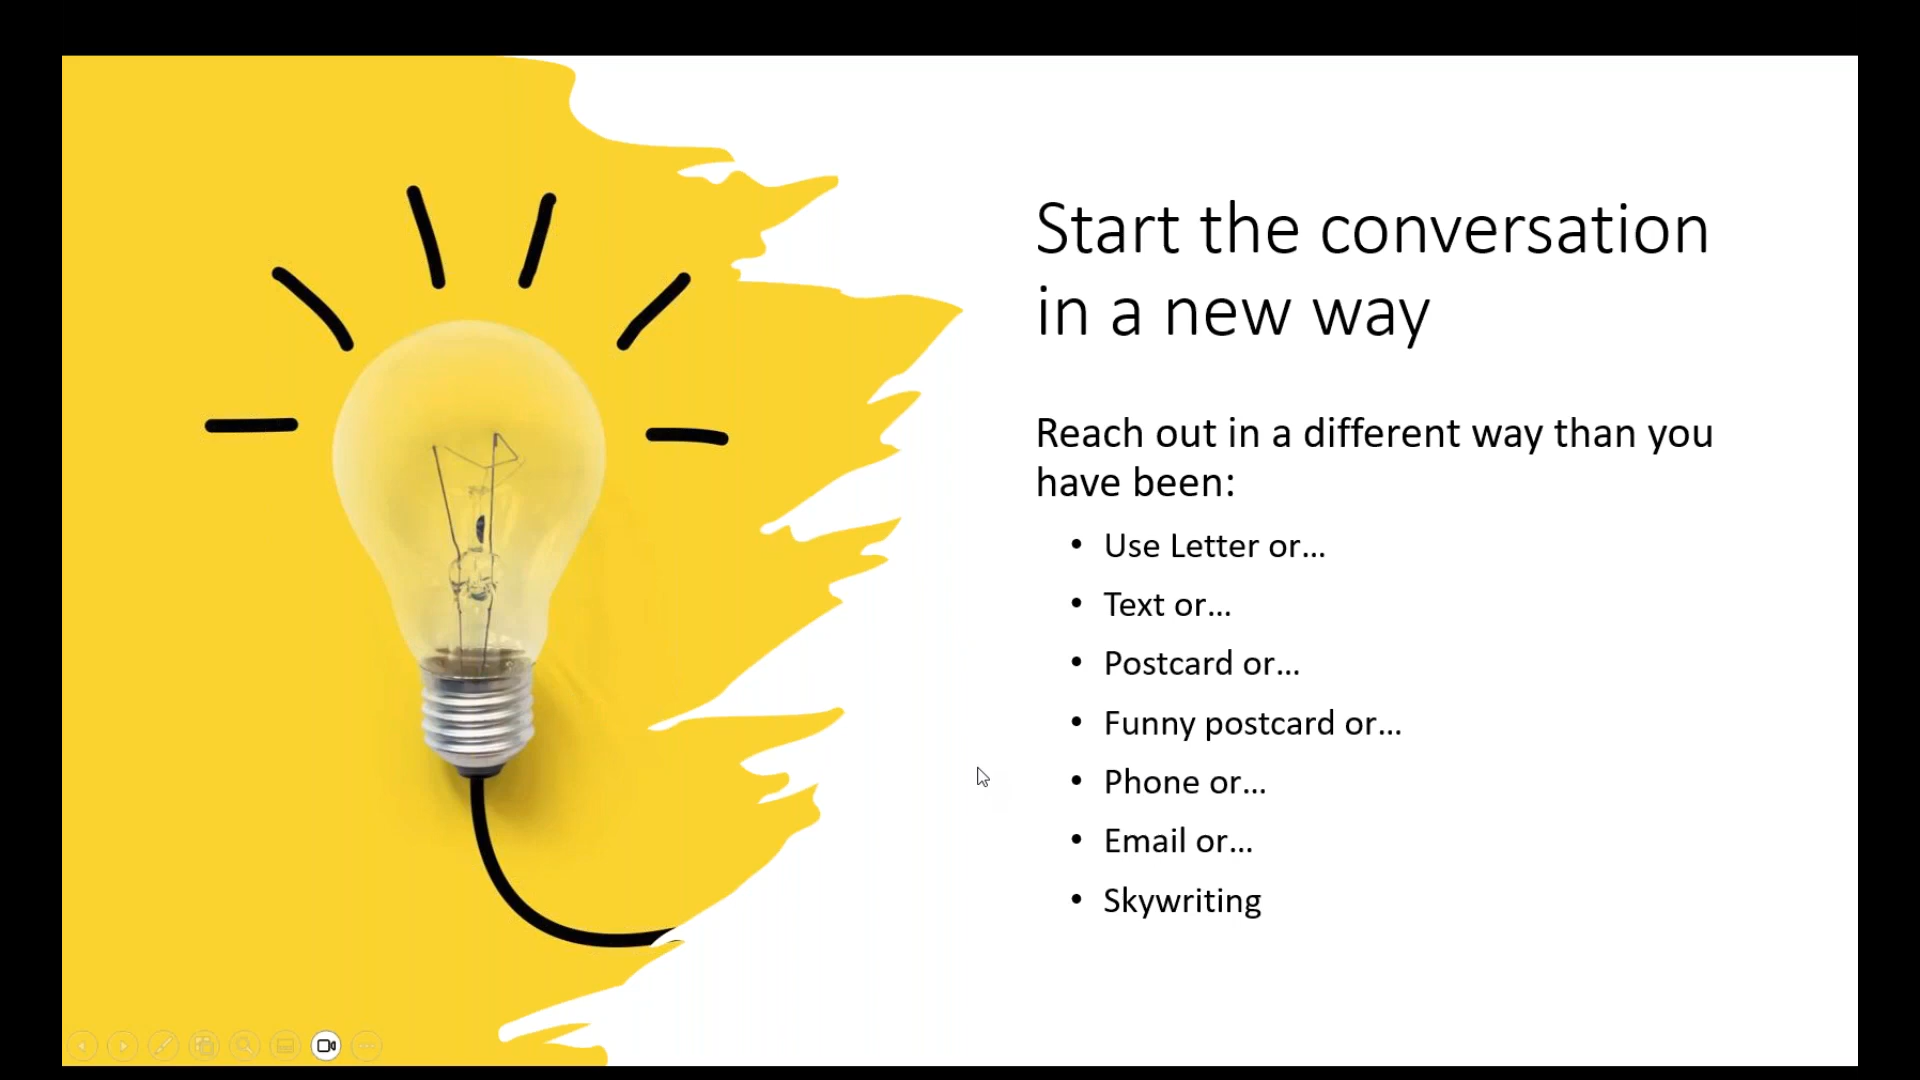 Start the conversation
in a new way
Reach out in a different way than you
have been:
• Use Letter or...
• Text or...
• Postcard or...
• Funny postcard or...
• Phone or...
• Email or...
• Skywriting